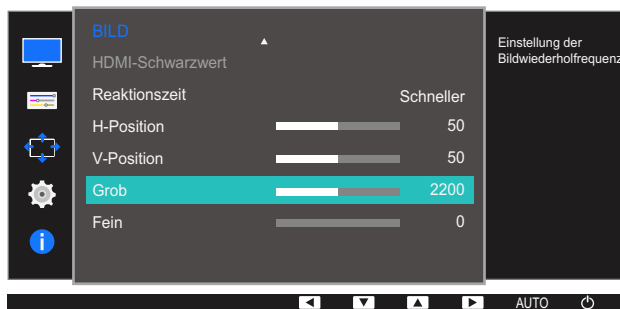 BILD
HDMI-Schwarzwert
Reaktionszeit Schneller
H-Position 50
V-Position 50
Grob 2200
Fein 0
Einstellung der
Bildwiederholfrequenz
AUTO